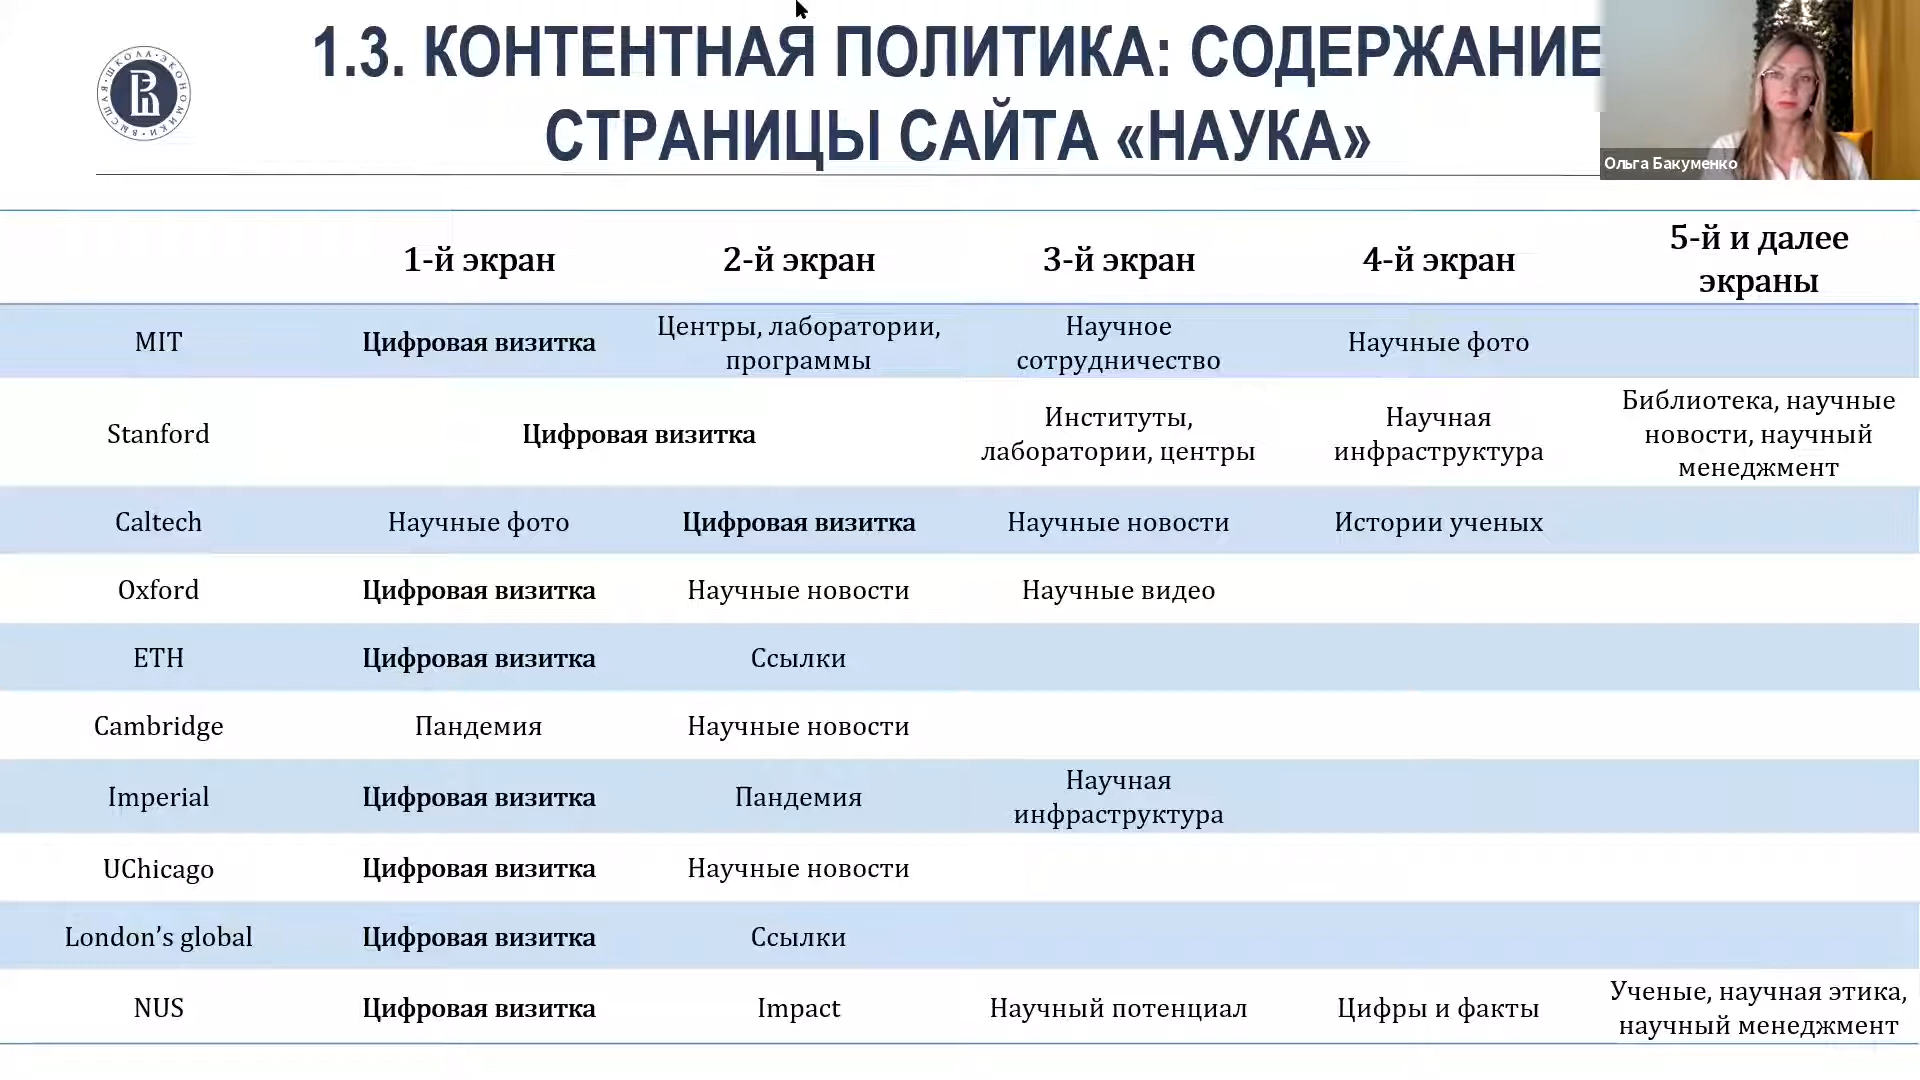 1.3. КОНТЕНТНАЯ ПОЛИТИКА: СОДЕРЖАНИЕ
СТРАНИЦЫ САЙТА «НАУКА»
ВЫСШАЯ ШКОЛА ЭКОНОМИКИ
Ольга Бакуменко
1-й экран 2-й экран 3-й экран 4-й экран 5-й и далее
экраны
MIT Цифровая визитка Центры, лаборатории,
программы Научное
сотрудничество Научные фото
Stanford Цифровая визитка Институты,
лаборатории, центры Научная
инфраструктура Библиотека, научные
новости, научный
менеджмент
Caltech Научные фото Цифровая визитка Научные новости Истории ученых
Oxford Цифровая визитка Научные новости Научные видео
ETH Цифровая визитка Ссылки
Cambridge Пандемия Научные новости
Imperial Цифровая визитка Пандемия Научная
инфраструктура
UChicago Цифровая визитка Научные новости
London’s global Цифровая визитка Ссылки
NUS Цифровая визитка Impact Научный потенциал Цифры и факты Ученые, научная этика,
научный менеджмент